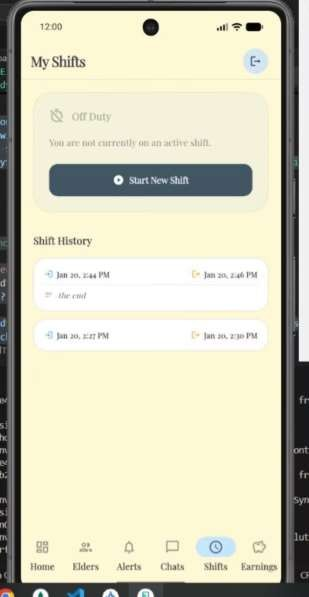 12:00
My Shifts
Off Duty
You are not currently on an active shift.
Start New Shift
Shift History
Jan 20, 2:44 PM Jan 20, 2:46 PM
the end
Jan 20, 2:27 PM Jan 20, 2:30 PM
Home Elders Alerts Chats Shifts Earnings